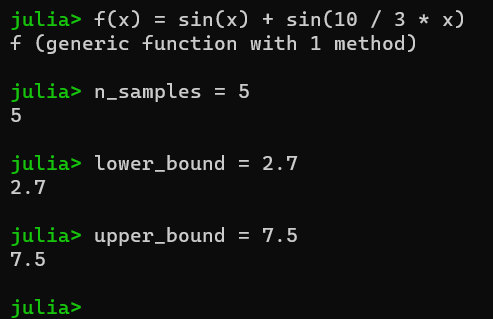 julia> f(x) = sin(x) + sin(10 / 3 * x)
f (generic function with 1 method)
julia> n_samples = 5
5
julia> lower_bound = 2.7
2.7
julia> upper_bound = 7.5
7.5
julia>